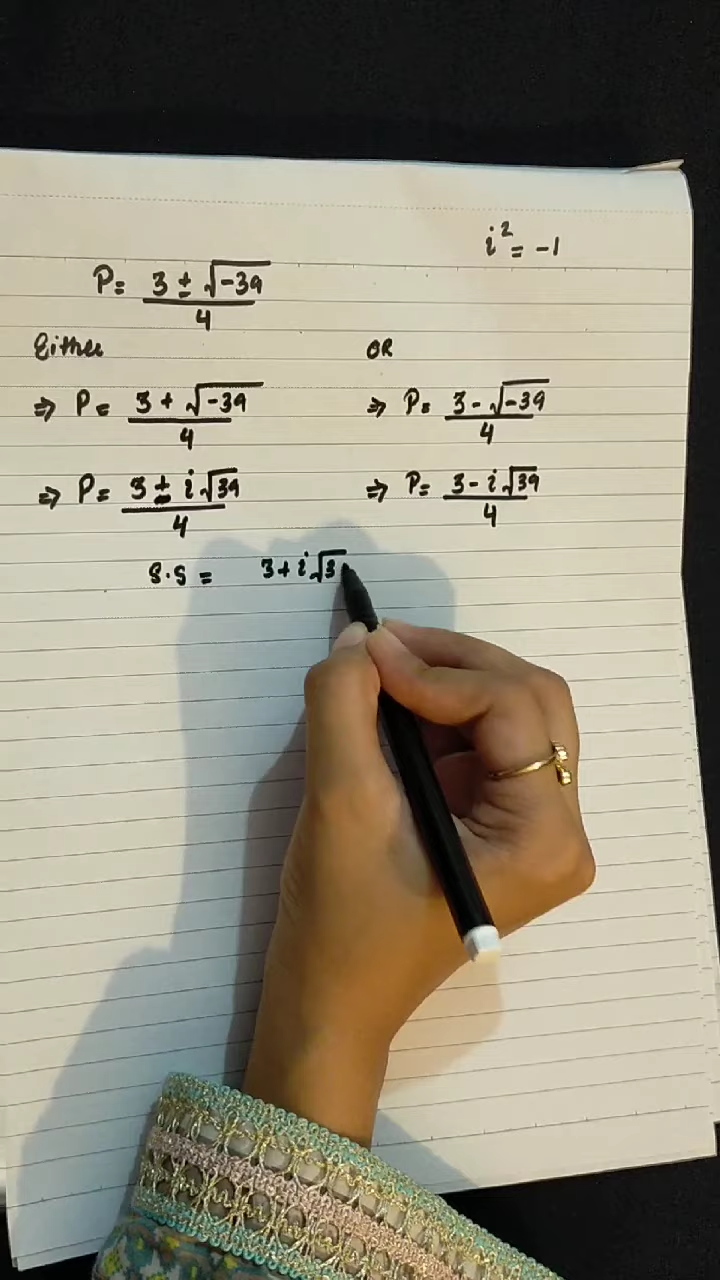 i² = -1
P = (3 ± √-39)/4
Either OR
⇒ P = (3 + √-39)/4 ⇒ P = (3 - √-39)/4
⇒ P = (3 ± i√39)/4 ⇒ P = (3 - i√39)/4
S.S = 3 + i√3